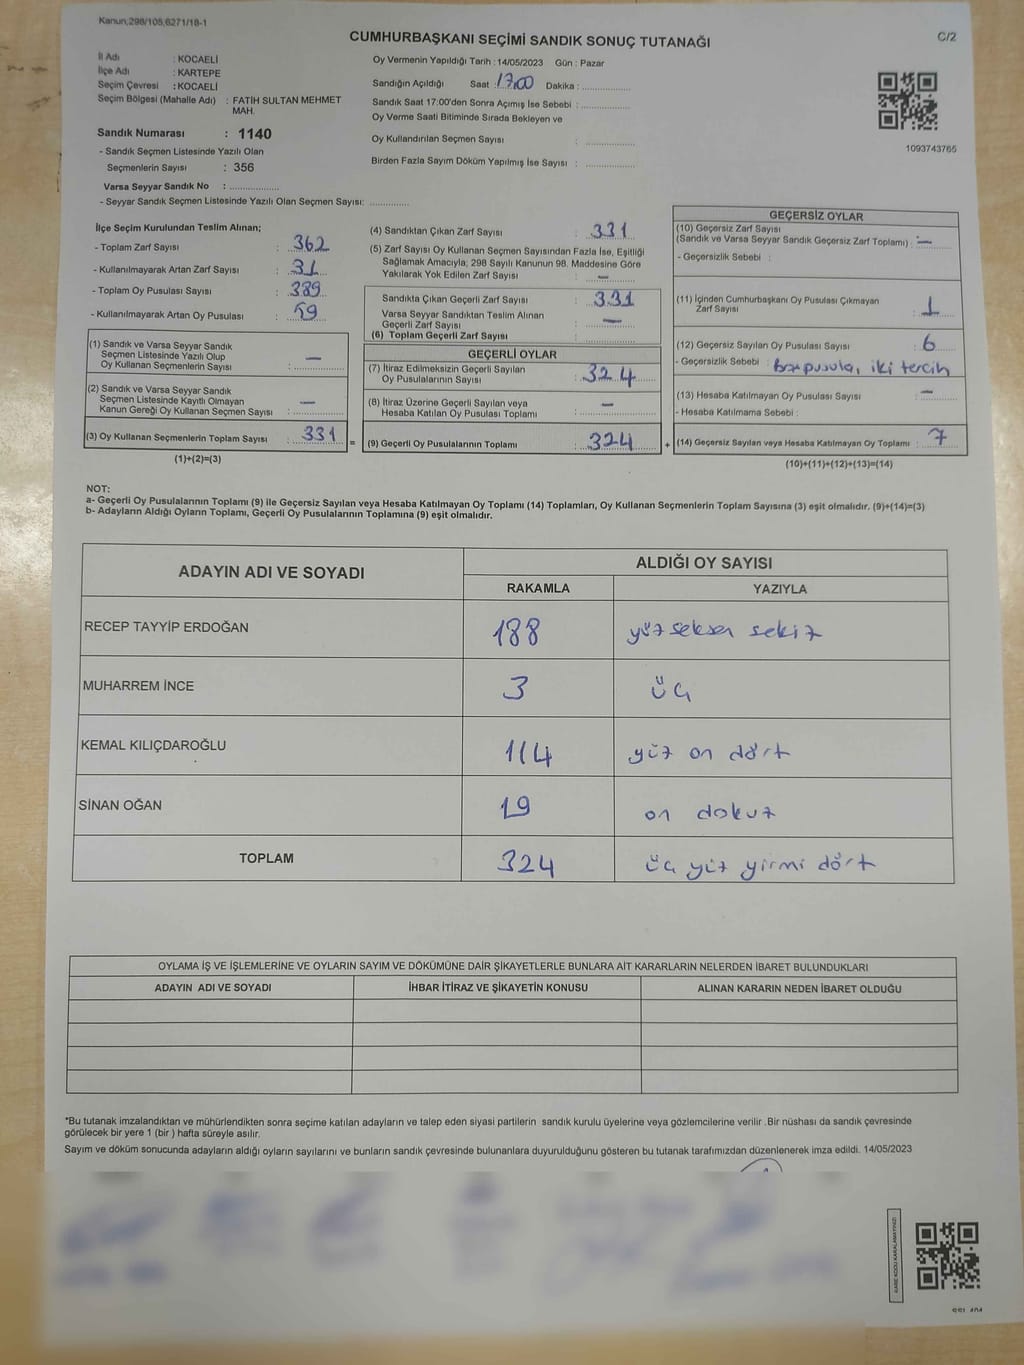 Kanun;298/105,6271/18-1
C/2
CUMHURBAŞKANI SEÇİMİ SANDIK SONUÇ TUTANAĞI
İl Adı : KOCAELİ
İlçe Adı : KARTEPE
Seçim Çevresi : KOCAELİ
Seçim Bölgesi (Mahalle Adı) : FATİH SULTAN MEHMET MAH.
Sandık Numarası : 1140
- Sandık Seçmen Listesinde Yazılı Olan
Seçmenlerin Sayısı : 356
Varsa Seyyar Sandık No : ..............
- Seyyar Sandık Seçmen Listesinde Yazılı Olan Seçmen Sayısı: ............
Oy Vermenin Yapıldığı Tarih : 14/05/2023 Gün : Pazar
Sandığın Açıldığı Saat : 17,00 Dakika : ..............
Sandık Saat 17:00'den Sonra Açımış İse Sebebi : ..............
Oy Verme Saati Bitiminde Sırada Bekleyen ve
Oy Kullandırılan Seçmen Sayısı : ..............
Birden Fazla Sayım Döküm Yapılmış İse Sayısı : ..............
1093743765
İlçe Seçim Kurulundan Teslim Alınan;
- Toplam Zarf Sayısı : 362
- Kullanılmayarak Artan Zarf Sayısı : 31
- Toplam Oy Pusulası Sayısı : 389
- Kullanılmayarak Artan Oy Pusulası :
(1) Sandık ve Varsa Seyyar Sandık
Seçmen Listesinde Yazılı Olup
Oy Kullanan Seçmenlerin Sayısı : —
(2) Sandık ve Varsa Seyyar Sandık
Seçmen Listesinde Kayıtlı Olmayan
Kanun Gereği Oy Kullanan Seçmen Sayısı : —
(3) Oy Kullanan Seçmenlerin Toplam Sayısı : 331
(1)+(2)=(3)
=
(4) Sandıktan Çıkan Zarf Sayısı : 331
(5) Zarf Sayısı Oy Kullanan Seçmen Sayısından Fazla İse, Eşitliği
Sağlamak Amacıyla, 298 Sayılı Kanunun 98. Maddesine Göre
Yakılarak Yok Edilen Zarf Sayısı : —
Sandıkta Çıkan Geçerli Zarf Sayısı : 331
Varsa Seyyar Sandıktan Teslim Alınan
Geçerli Zarf Sayısı : —
(6) Toplam Geçerli Zarf Sayısı :
GEÇERLİ OYLAR
(7) İtiraz Edilmeksizin Geçerli Sayılan
Oy Pusulalarının Sayısı : 324
(8) İtiraz Üzerine Geçerli Sayılan veya
Hesaba Katılan Oy Pusulası Toplamı : —
(9) Geçerli Oy Pusulalarının Toplamı : 324
+
GEÇERSİZ OYLAR
(10) Geçersiz Zarf Sayısı
(Sandık ve Varsa Seyyar Sandık Geçersiz Zarf Toplamı) : —
- Geçersizlik Sebebi :
(11) İçinden Cumhurbaşkanı Oy Pusulası Çıkmayan
Zarf Sayısı : 1
(12) Geçersiz Sayılan Oy Pusulası Sayısı : 6
- Geçersizlik Sebebi : iki tercih
(13) Hesaba Katılmayan Oy Pusulası Sayısı : —
- Hesaba Katılmama Sebebi :
(14) Geçersiz Sayılan veya Hesaba Katılmayan Oy Toplamı : 7
(10)+(11)+(12)+(13)=(14)
NOT:
a- Geçerli Oy Pusulalarının Toplamı (9) ile Geçersiz Sayılan veya Hesaba Katılmayan Oy Toplamı (14) Toplamları, Oy Kullanan Seçmenlerin Toplam Sayısına (3) eşit olmalıdır. (9)+(14)=(3)
b- Adayların Aldığı Oyların Toplamı, Geçerli Oy Pusulalarının Toplamına (9) eşit olmalıdır.
ADAYIN ADI VE SOYADI
ALDIĞI OY SAYISI
RAKAMLA YAZIYLA
RECEP TAYYİP ERDOĞAN 188 yüz seksen sekiz
MUHARREM İNCE 3 üç
KEMAL KILIÇDAROĞLU 114 yüz on dört
SİNAN OĞAN 19 on dokuz
TOPLAM 324 üç yüz yirmi dört
OYLAMA İŞ VE İŞLEMLERİNE VE OYLARIN SAYIM VE DÖKÜMÜNE DAİR ŞİKAYETLERLE BUNLARA AİT KARARLARIN NELERDEN İBARET BULUNDUKLARI
ADAYIN ADI VE SOYADI İHBAR İTİRAZ VE ŞİKAYETİN KONUSU ALINAN KARARIN NEDEN İBARET OLDUĞU
*Bu tutanak imzalandıktan ve mühürlendikten sonra seçime katılan adayların ve talep eden siyasi partilerin sandık kurulu üyelerine veya gözlemcilerine verilir .Bir nüshası da sandık çevresinde
görülecek bir yere 1 (bir ) hafta süreyle asılır.
Sayım ve döküm sonucunda adayların aldığı oyların sayılarını ve bunların sandık çevresinde bulunanlara duyurulduğunu gösteren bu tutanak tarafımızdan düzenlenerek imza edildi. 14/05/2023
KARE KODU KARALAMAYINIZ!